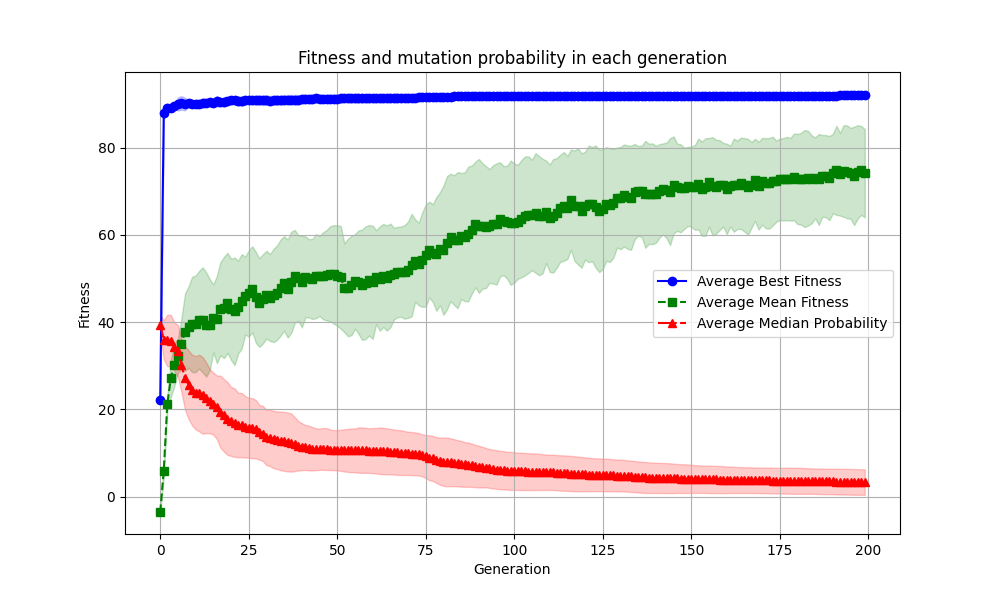 Fitness and mutation probability in each generation
Fitness
80
60
40
20
0
Average Best Fitness
Average Mean Fitness
Average Median Probability
0 25 50 75 100 125 150 175 200
Generation